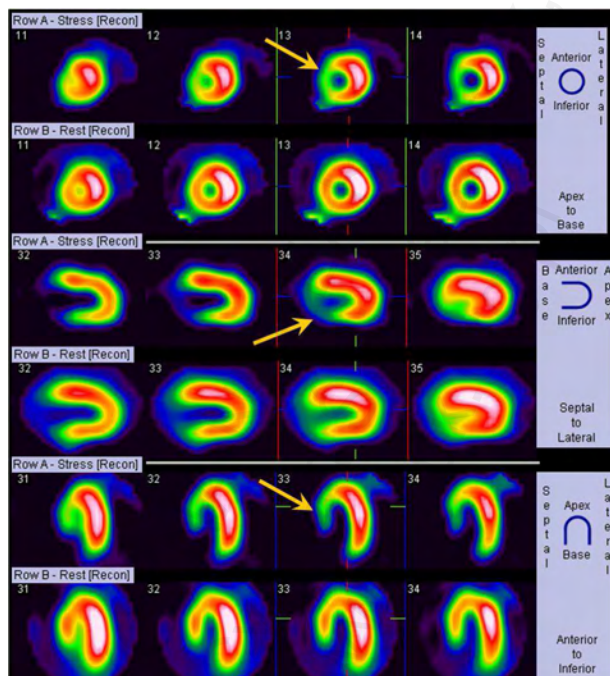 Row A - Stress [Recon]
11 12 13 14
Row B - Rest [Recon]
11 12 13 14
Septal
Anterior
Inferior
Lateral
Apex
to
Base
Row A - Stress [Recon]
32 33 34 35
Row B - Rest [Recon]
32 33 34 35
Base
Anterior
Inferior
Apex
Septal
to
Lateral
Row A - Stress [Recon]
31 32 33 34
Row B - Rest [Recon]
31 32 33 34
Septal
Apex
Base
Lateral
Anterior
to
Inferior